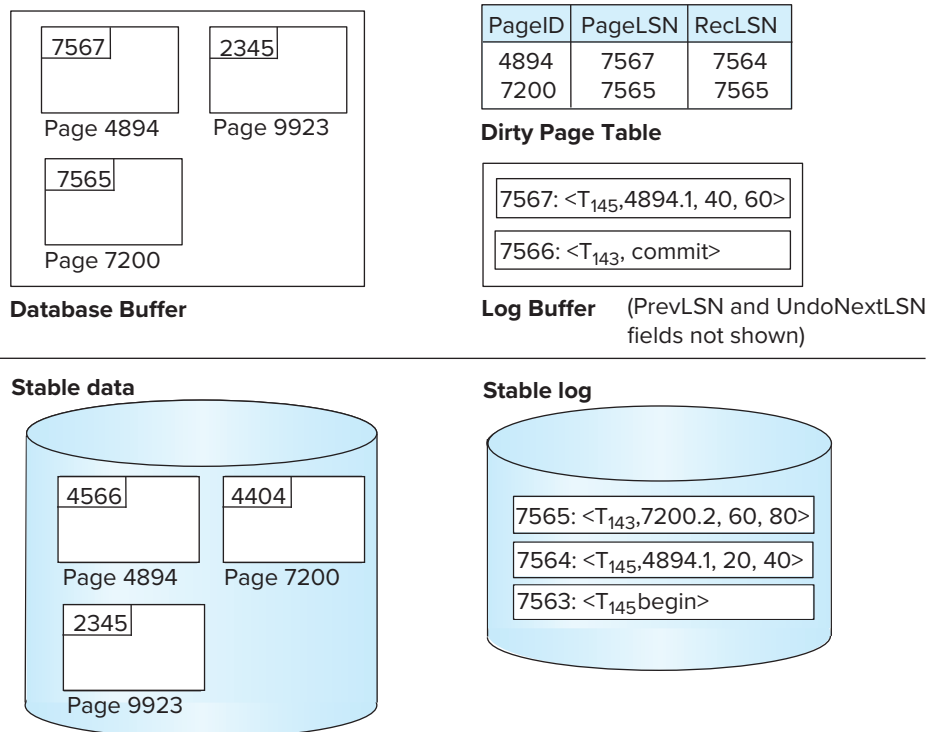 7567
2345
Page 4894
Page 9923
7565
Page 7200
Database Buffer
PageID PageLSN RecLSN
4894 7567 7564
7200 7565 7565
Dirty Page Table
7567: <T145,4894.1, 40, 60>
7566: <T143, commit>
Log Buffer (PrevLSN and UndoNextLSN
fields not shown)
Stable data
4566
4404
Page 4894
Page 7200
2345
Page 9923
Stable log
7565: <T143,7200.2, 60, 80>
7564: <T145,4894.1, 20, 40>
7563: <T145begin>